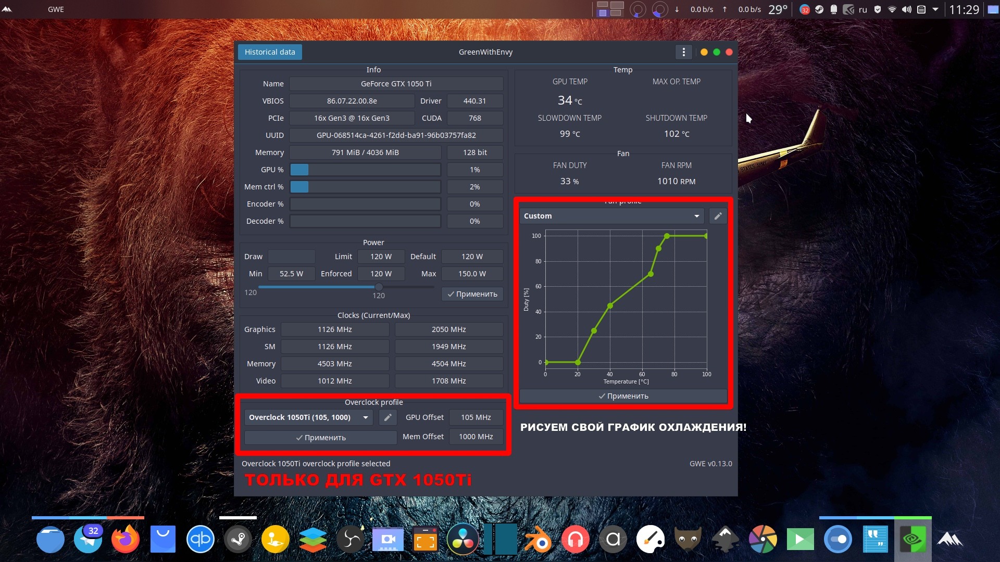 GWE
0.0 b/s
0.0 b/s
29°
32
ru
11:29
Historical data
GreenWithEnvy
Info
Name GeForce GTX 1050 Ti
VBIOS 86.07.22.00.8e Driver 440.31
PCIe 16x Gen3 @ 16x Gen3 CUDA 768
UUID GPU-068514ca-4261-f2dd-ba91-96b03757fa82
Memory 791 MiB / 4036 MiB 128 bit
GPU % 1%
Mem ctrl % 2%
Encoder % 0%
Decoder % 0%
Power
Draw Limit 120 W Default 120 W
Min 52.5 W Enforced 120 W Max 150.0 W
120
120
Применить
Clocks (Current/Max)
Graphics 1126 MHz 2050 MHz
SM 1126 MHz 1949 MHz
Memory 4503 MHz 4504 MHz
Video 1012 MHz 1708 MHz
Overclock profile
Overclock 1050Ti (105, 1000) GPU Offset 105 MHz
Применить Mem Offset 1000 MHz
Overclock 1050Ti overclock profile selected
ТОЛЬКО ДЛЯ GTX 1050Ti
Temp
GPU TEMP MAX OP. TEMP
34 °C
SLOWDOWN TEMP SHUTDOWN TEMP
99 °C 102 °C
Fan
FAN DUTY FAN RPM
33 % 1010 RPM
Fan profile
Custom
100
80
60
40
20
0
Duty [%]
0 20 40 60 80 100
Temperature [°C]
Применить
РИСУЕМ СВОЙ ГРАФИК ОХЛАЖДЕНИЯ!
GWE v0.13.0
STATES ARMY
32
qb
a